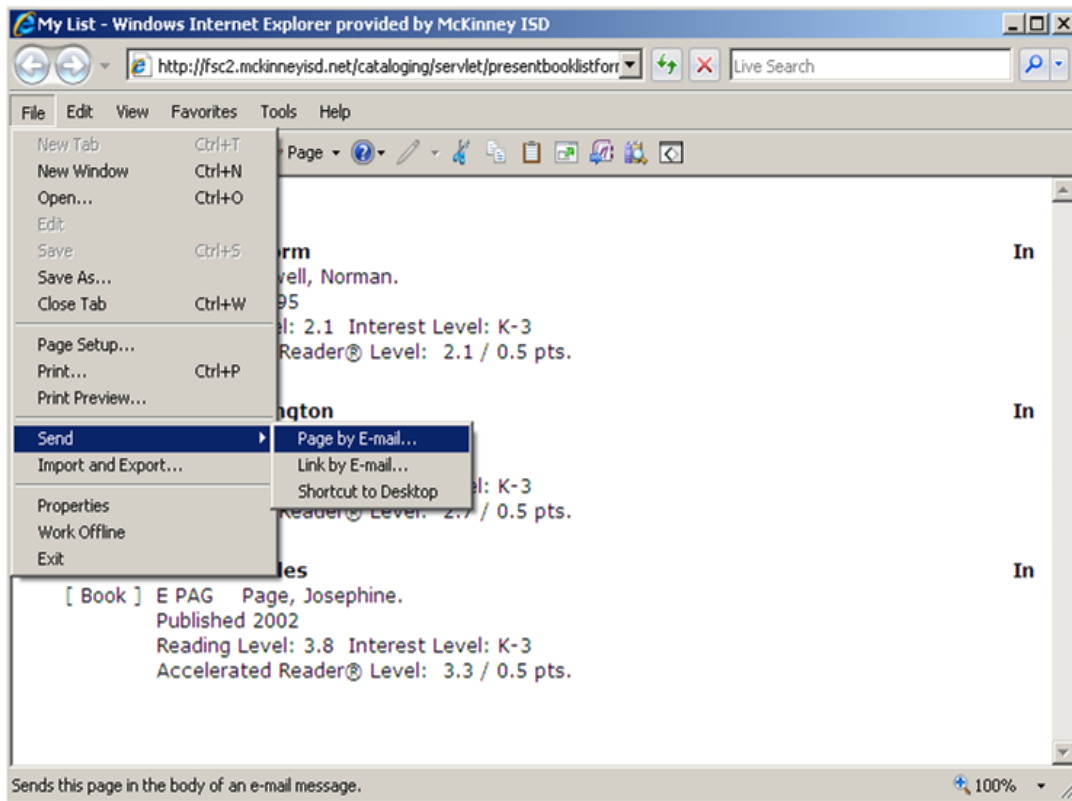 My List - Windows Internet Explorer provided by McKinney ISD
http://fsc2.mckinneyisd.net/cataloging/servlet/presentbooklistforr
Live Search
File Edit View Favorites Tools Help
New Tab Ctrl+T
Page
New Window Ctrl+N
Open... Ctrl+O
Edit
Save Ctrl+S
rm In
Save As...
ell, Norman.
Close Tab Ctrl+W
95
l: 2.1 Interest Level: K-3
Page Setup...
Reader® Level: 2.1 / 0.5 pts.
Print... Ctrl+P
Print Preview...
ngton In
Send
Page by E-mail...
Import and Export...
Link by E-mail...
Shortcut to Desktop
l: K-3
Properties
Reader® Level: 2.7 / 0.5 pts.
Work Offline
Exit
les In
[ Book ] E PAG Page, Josephine.
Published 2002
Reading Level: 3.8 Interest Level: K-3
Accelerated Reader® Level: 3.3 / 0.5 pts.
Sends this page in the body of an e-mail message.
100%